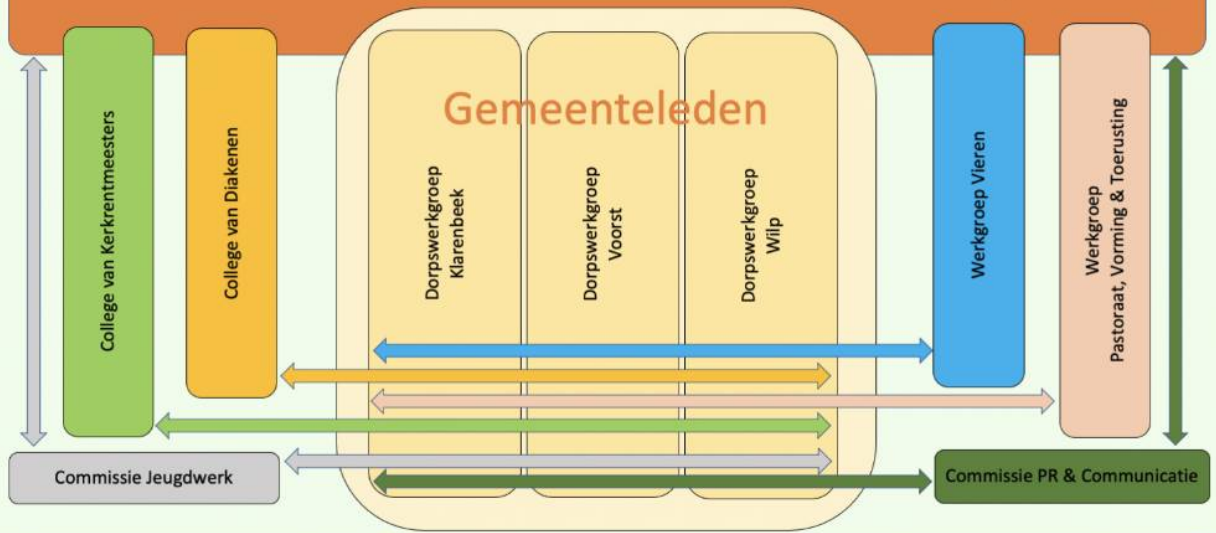 Gemeenteleden
College van Kerkrentmeesters
College van Diakenen
Dorpswerkgroep
Klarenbeek
Dorpswerkgroep
Voorst
Dorpswerkgroep
Wilp
Werkgroep Vieren
Werkgroep
Pastoraat, Vorming & Toerusting
Commissie Jeugdwerk
Commissie PR & Communicatie